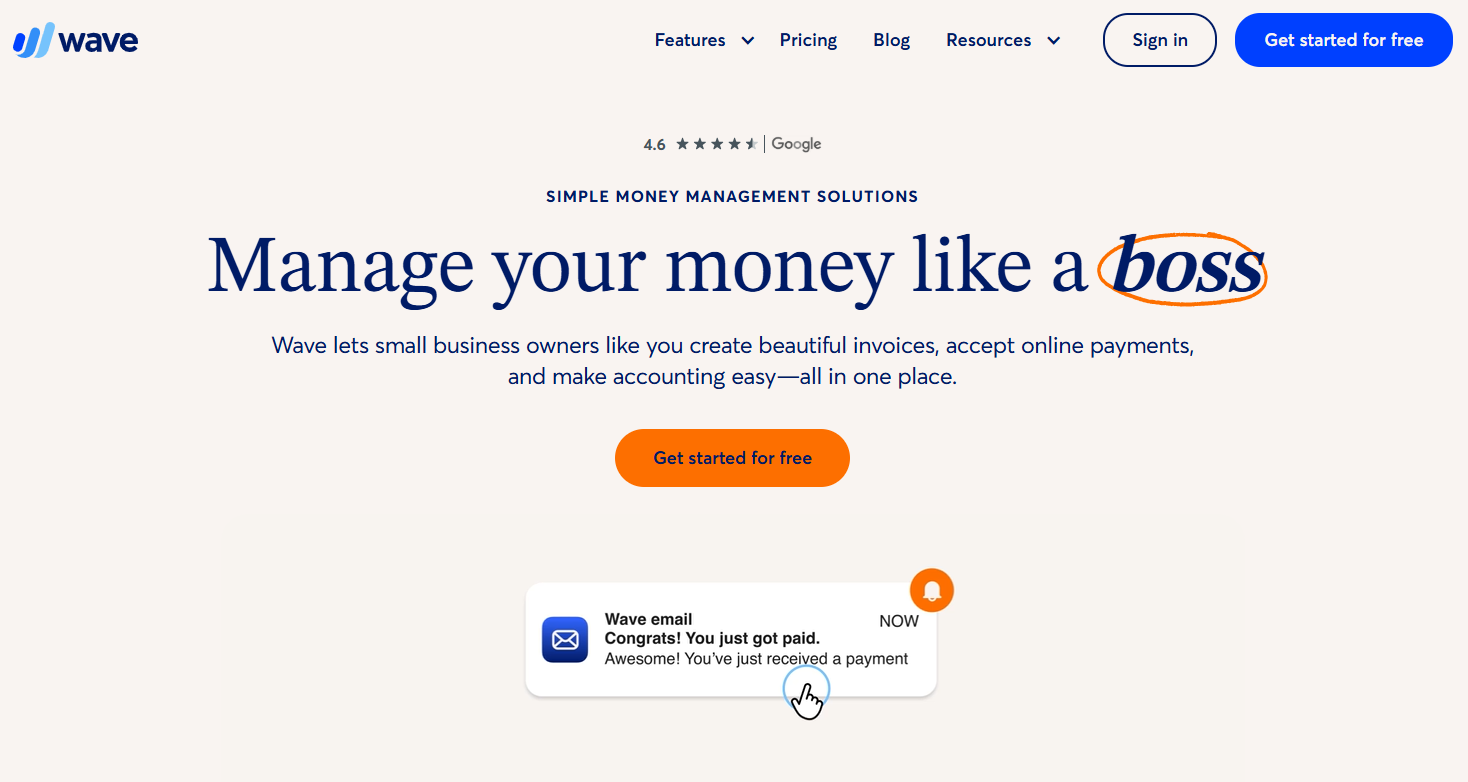 wave
Features
Pricing
Blog
Resources
Sign in
Get started for free
4.6
Google
SIMPLE MONEY MANAGEMENT SOLUTIONS
Manage your money like a boss
Wave lets small business owners like you create beautiful invoices, accept online payments,
and make accounting easy—all in one place.
Get started for free
Wave email
NOW
Congrats! You just got paid.
Awesome! You’ve just received a payment